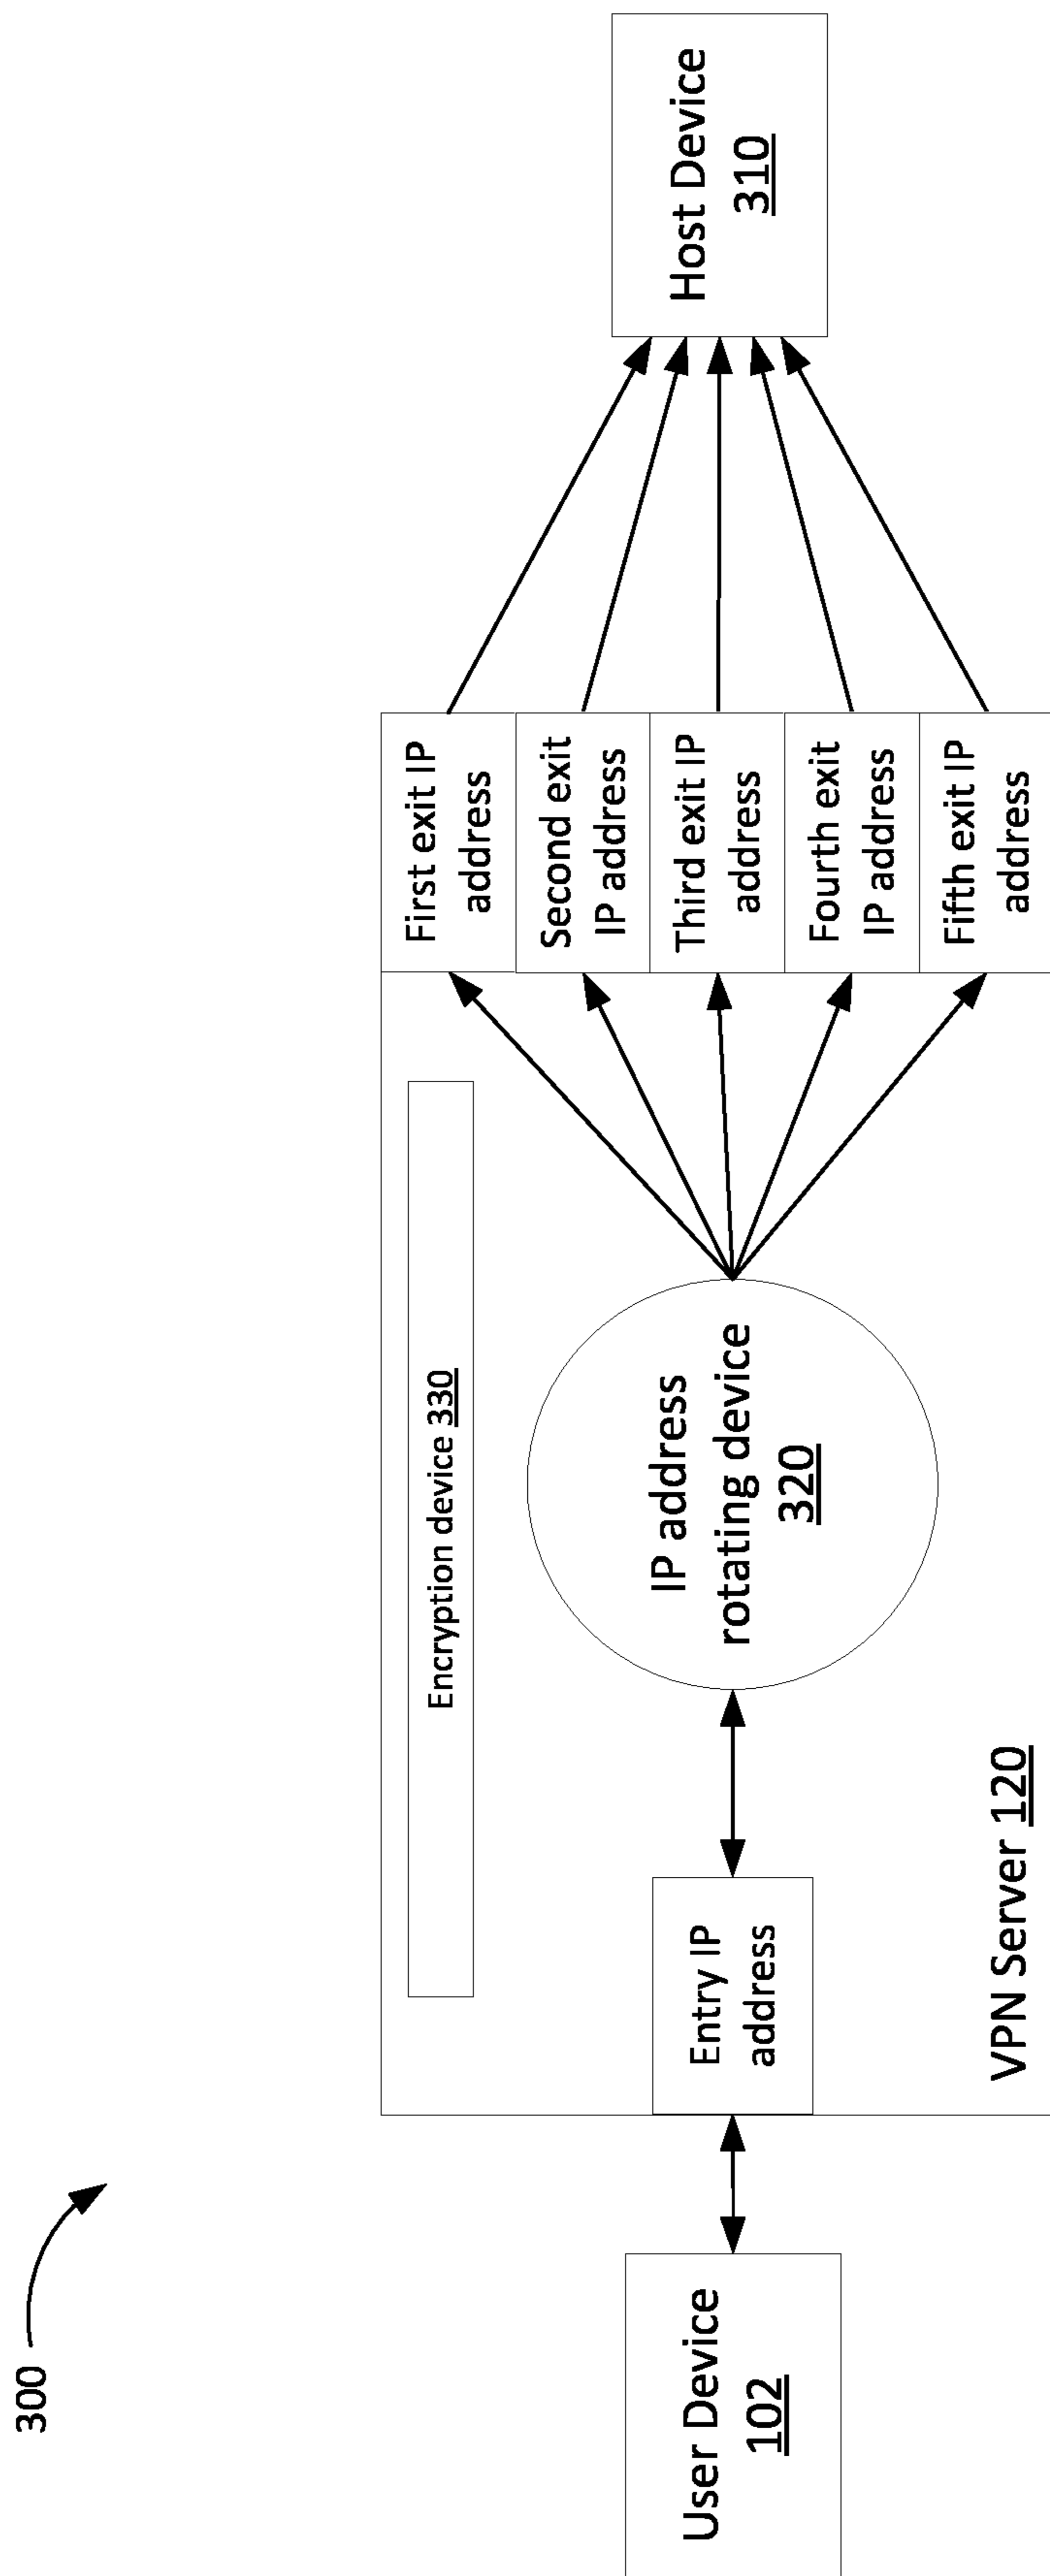 300
User Device
102
Entry IP
address
VPN Server 120
Encryption device 330
IP address
rotating device
320
First exit IP
address
Second exit
IP address
Third exit IP
address
Fourth exit
IP address
Fifth exit IP
address
Host Device
310